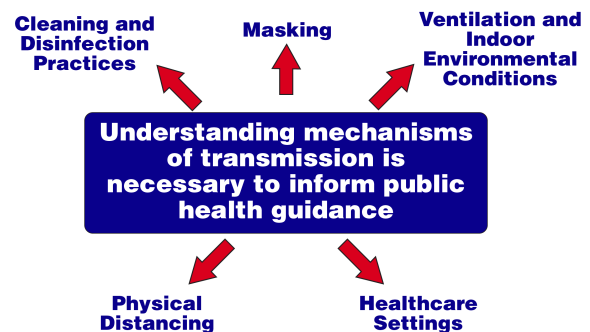 Cleaning and
Disinfection
Practices
Masking
Ventilation and
Indoor
Environmental
Conditions
Understanding mechanisms
of transmission is
necessary to inform public
health guidance
Physical
Distancing
Healthcare
Settings